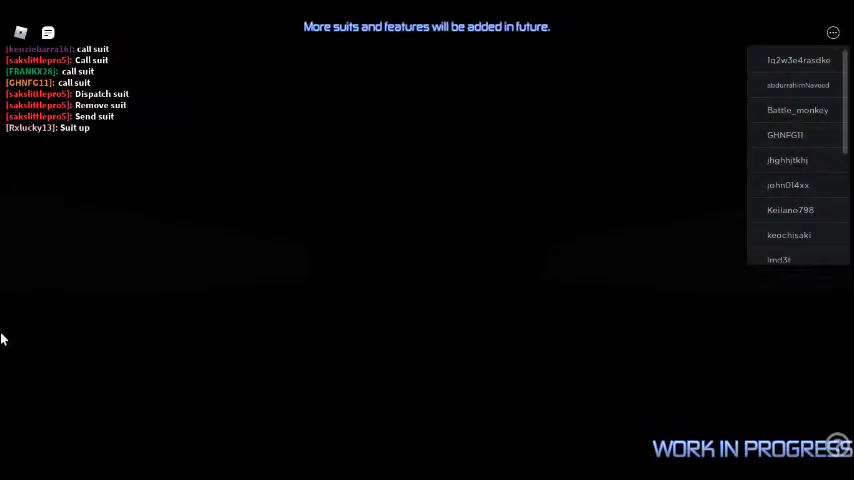 More suits and features will be added in future.
[kenziebarra16]: call suit
[sakslittlepro5]: Call suit
[FRANKX28]: call suit
[GHNFG11]: call suit
[sakslittlepro5]: Dispatch suit
[sakslittlepro5]: Remove suit
[sakslittlepro5]: Send suit
[Rxlucky13]: Suit up
1q2w3e4rasdke
abdurrahimNaveed
Battle_monkey
GHNFG11
jhghhjtkhj
john014xx
Keilano798
keochisaki
lmd3t
WORK IN PROGRESS